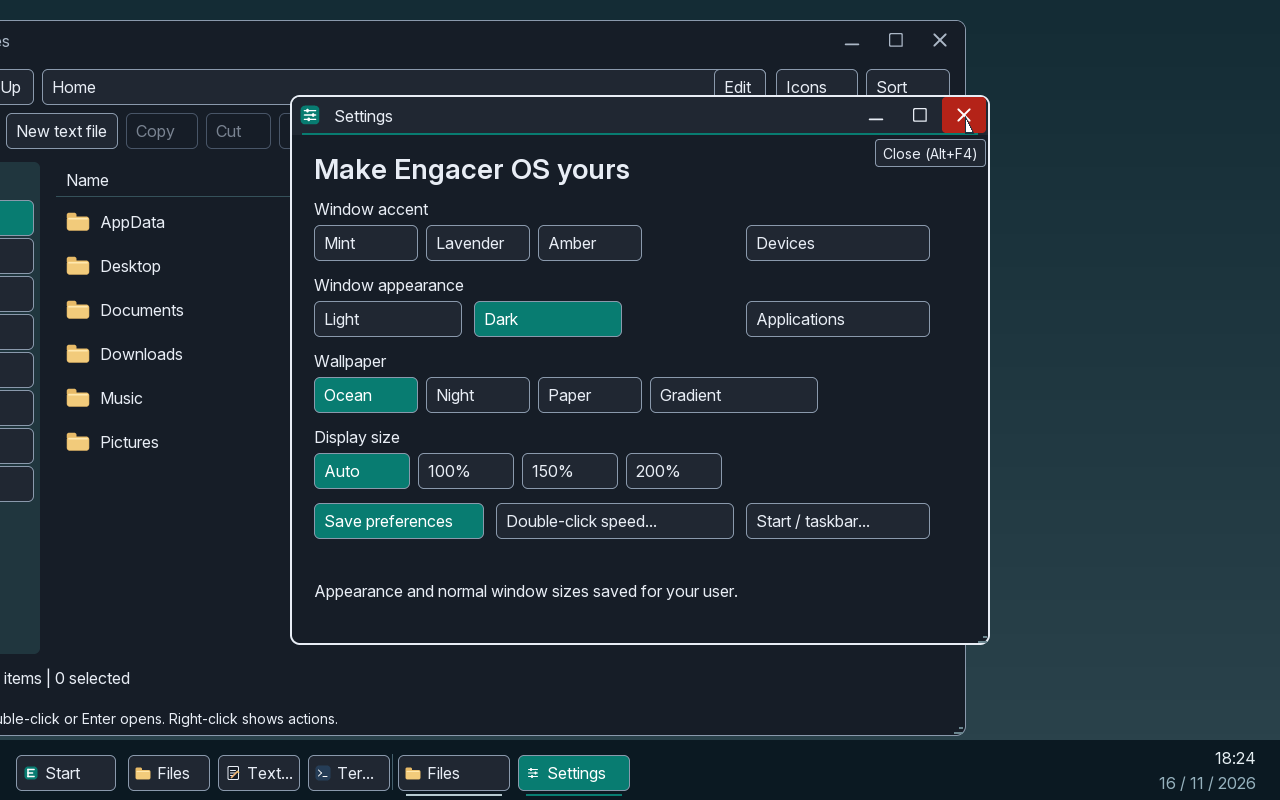 es
Up
Home
Edit
Icons
Sort
New text file
Copy
Cut
Settings
Close (Alt+F4)
Name
AppData
Desktop
Documents
Downloads
Music
Pictures
Make Engacer OS yours
Window accent
Mint
Lavender
Amber
Devices
Window appearance
Light
Dark
Applications
Wallpaper
Ocean
Night
Paper
Gradient
Display size
Auto
100%
150%
200%
Save preferences
Double-click speed...
Start / taskbar...
Appearance and normal window sizes saved for your user.
items | 0 selected
uble-click or Enter opens. Right-click shows actions.
Start
Files
Text...
Ter...
Files
Settings
18:24
16 / 11 / 2026